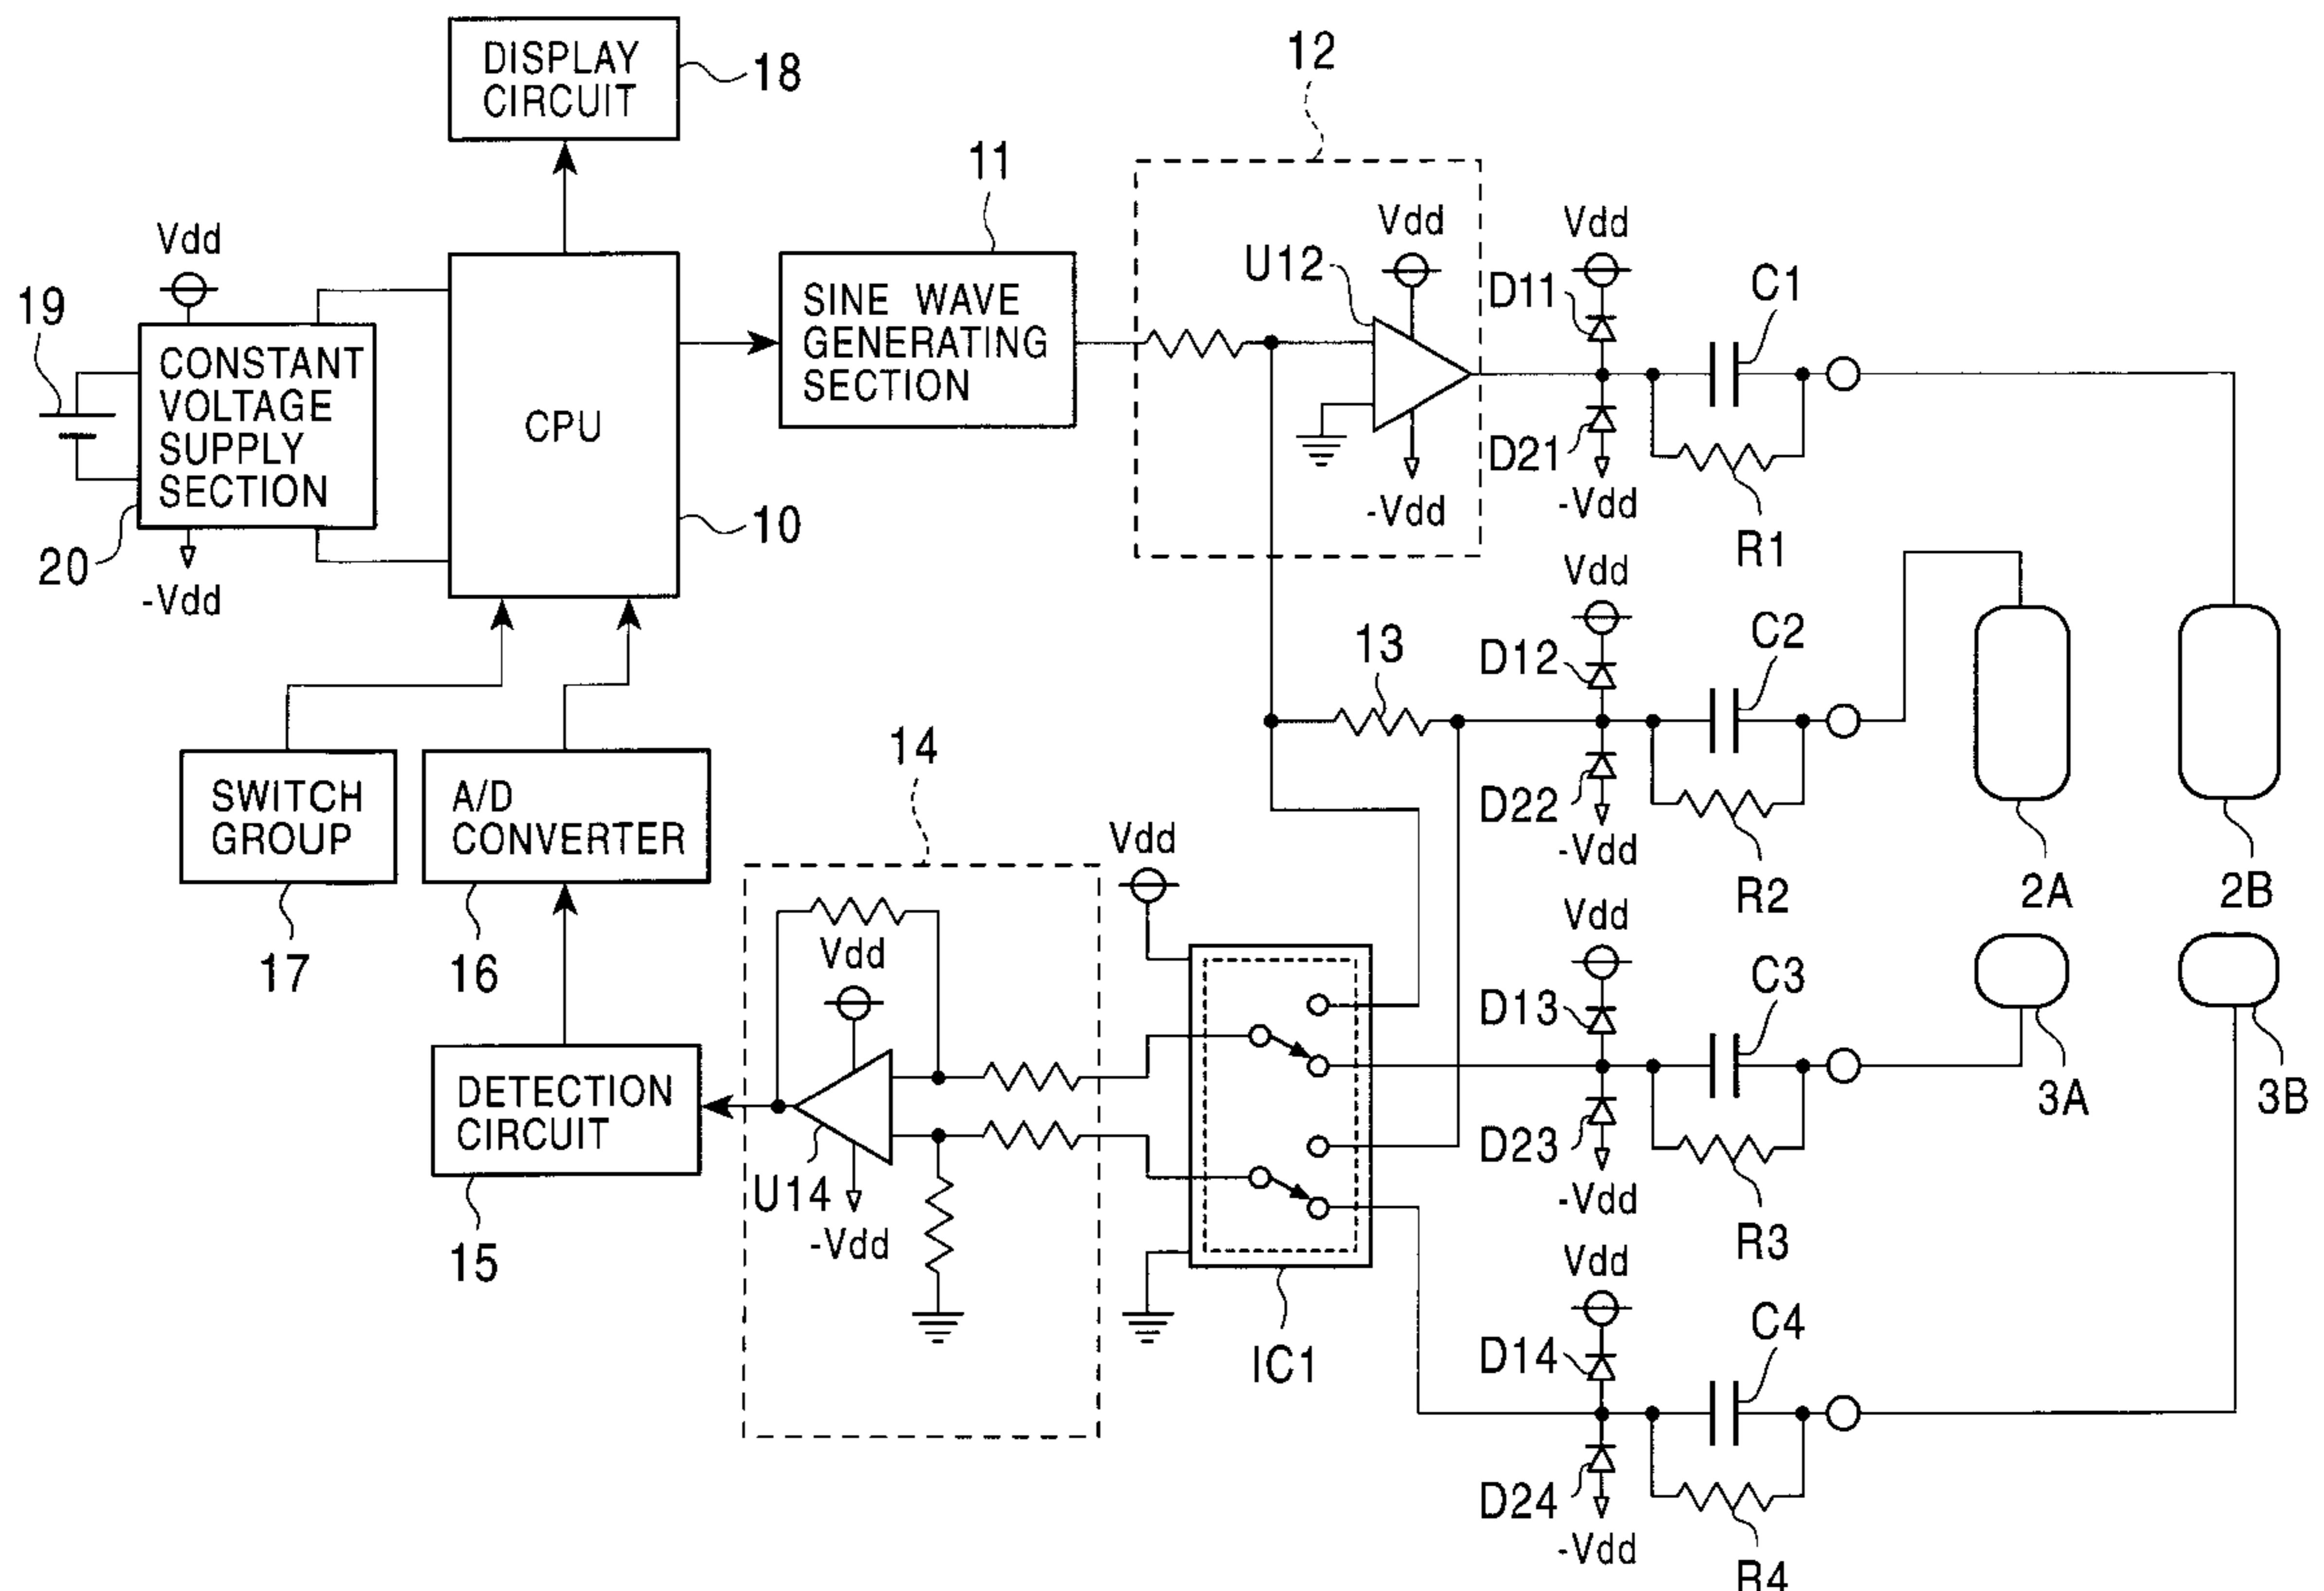 DISPLAY
CIRCUIT
18
12
11
Vdd
19
CONSTANT
VOLTAGE
SUPPLY
SECTION
20
-Vdd
CPU
10
SINE WAVE
GENERATING
SECTION
U12
Vdd
-Vdd
Vdd
D11
D21
-Vdd
C1
R1
13
Vdd
D12
D22
-Vdd
C2
R2
2A
2B
SWITCH
GROUP
17
A/D
CONVERTER
16
14
Vdd
Vdd
U14
-Vdd
DETECTION
CIRCUIT
15
IC1
Vdd
D13
D23
-Vdd
C3
R3
3A
3B
Vdd
D14
D24
-Vdd
C4
R4